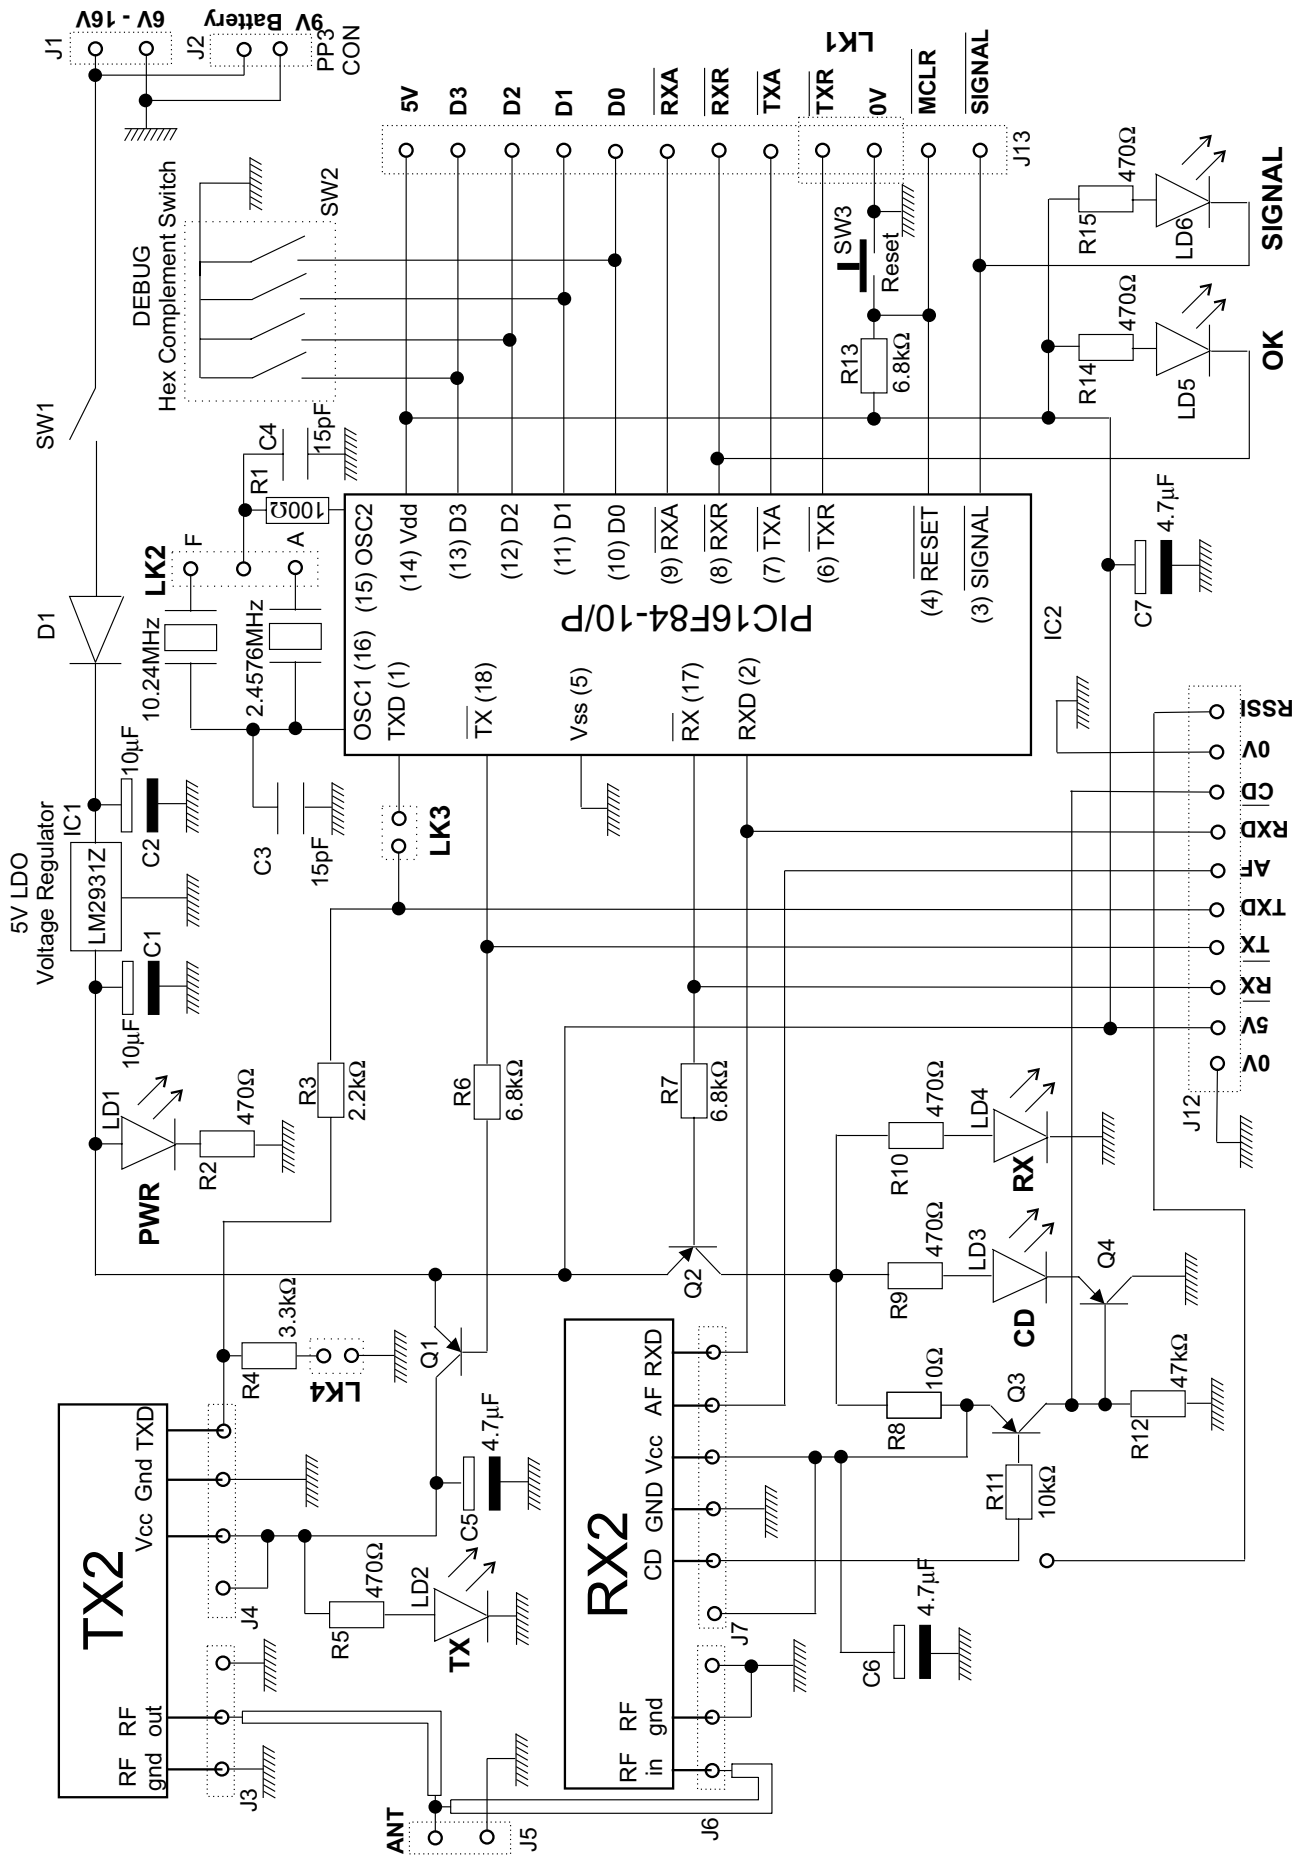 TX2
RF gnd
RF out
Vcc
Gnd
TXD
J3
J4
ANT
J5
R5
470Ω
LD2
TX
C5
4.7µF
R4
3.3kΩ
LK4
Q1
PWR
LD1
R2
470Ω
10µF
C1
5V LDO
Voltage Regulator
LM2931Z
IC1
10µF
C2
D1
SW1
J1
6V - 16V
J2
9V
Battery
PP3
CON
R3
2.2kΩ
R6
6.8kΩ
R7
6.8kΩ
LK3
C3
15pF
10.24MHz
2.4576MHz
LK2
F
A
R1
100Ω
C4
15pF
DEBUG
Hex Complement Switch
SW2
OSC1 (16)
TXD (1)
TX (18)
Vss (5)
RX (17)
RXD (2)
PIC16F84-10/P
(15) OSC2
(14) Vdd
(13) D3
(12) D2
(11) D1
(10) D0
(9) RXA
(8) RXR
(7) TXA
(6) TXR
(4) RESET
(3) SIGNAL
IC2
5V
D3
D2
D1
D0
RXA
RXR
TXA
TXR
0V
MCLR
SIGNAL
LK1
J13
SW3
Reset
R13
6.8kΩ
R14
470Ω
LD5
OK
R15
470Ω
LD6
SIGNAL
C7
4.7µF
RX2
RF in
RF gnd
CD
GND
Vcc
AF
RXD
J6
J7
C6
4.7µF
Q2
R8
10Ω
R9
470Ω
LD3
CD
R10
470Ω
LD4
RX
Q3
Q4
R11
10kΩ
R12
47kΩ
J12
0V
5V
RX
TX
TXD
AF
RXD
CD
0V
RSSI